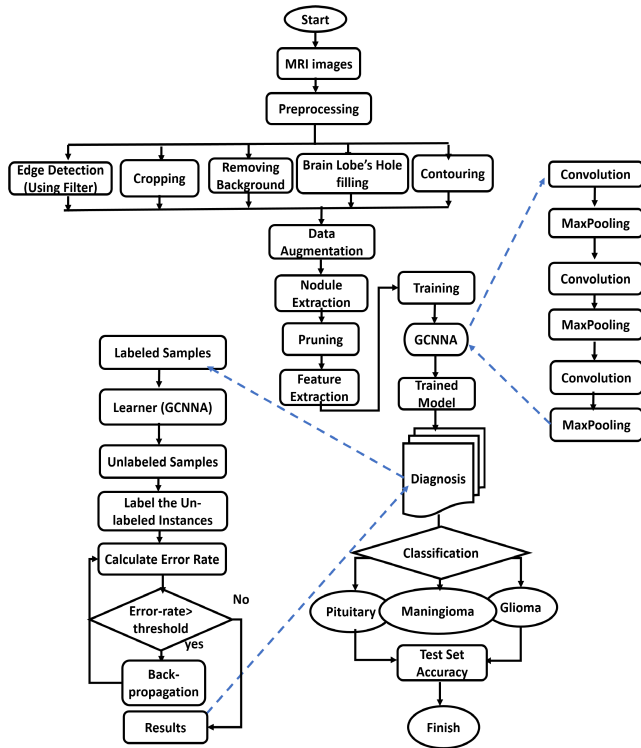 Start
MRI images
Preprocessing
Edge Detection
(Using Filter)
Cropping
Removing
Background
Brain Lobe's Hole
filling
Contouring
Data
Augmentation
Nodule
Extraction
Pruning
Feature
Extraction
Training
GCNNA
Trained
Model
Convolution
MaxPooling
Convolution
MaxPooling
Convolution
MaxPooling
Diagnosis
Labeled Samples
Learner (GCNNA)
Unlabeled Samples
Label the Un-
labeled Instances
Calculate Error Rate
Error-rate>
threshold
No
yes
Back-
propagation
Results
Classification
Pituitary
Maningioma
Glioma
Test Set
Accuracy
Finish